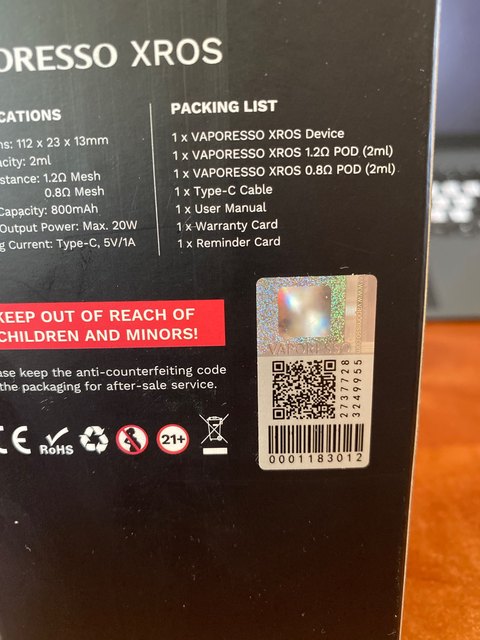 ORESSO XROS
CATIONS
ns: 112 x 23 x 13mm
acity: 2ml
stance: 1.2Ω Mesh
0.8Ω Mesh
Capacity: 800mAh
Output Power: Max. 20W
g Current: Type-C, 5V/1A
PACKING LIST
1 x VAPORESSO XROS Device
1 x VAPORESSO XROS 1.2Ω POD (2ml)
1 x VAPORESSO XROS 0.8Ω POD (2ml)
1 x Type-C Cable
1 x User Manual
1 x Warranty Card
1 x Reminder Card
KEEP OUT OF REACH OF
CHILDREN AND MINORS!
ase keep the anti-counterfeiting code
the packaging for after-sale service.
CE
RoHS
21+
VAPORESSO
2737728
3249955
0001183012